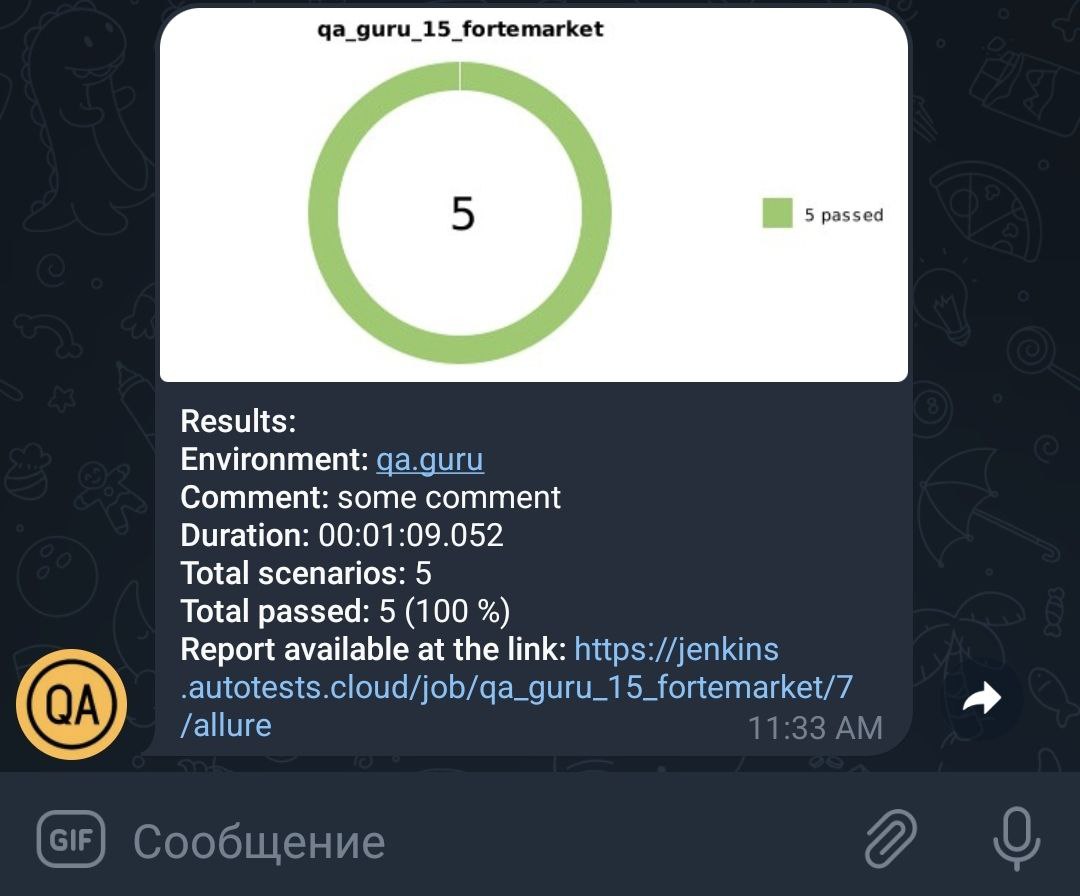 qa_guru_15_fortemarket
5
5 passed
Results:
Environment: qa.guru
Comment: some comment
Duration: 00:01:09.052
Total scenarios: 5
Total passed: 5 (100 %)
Report available at the link: https://jenkins
.autotests.cloud/job/qa_guru_15_fortemarket/7
/allure
11:33 AM
QA
GIF
Сообщение